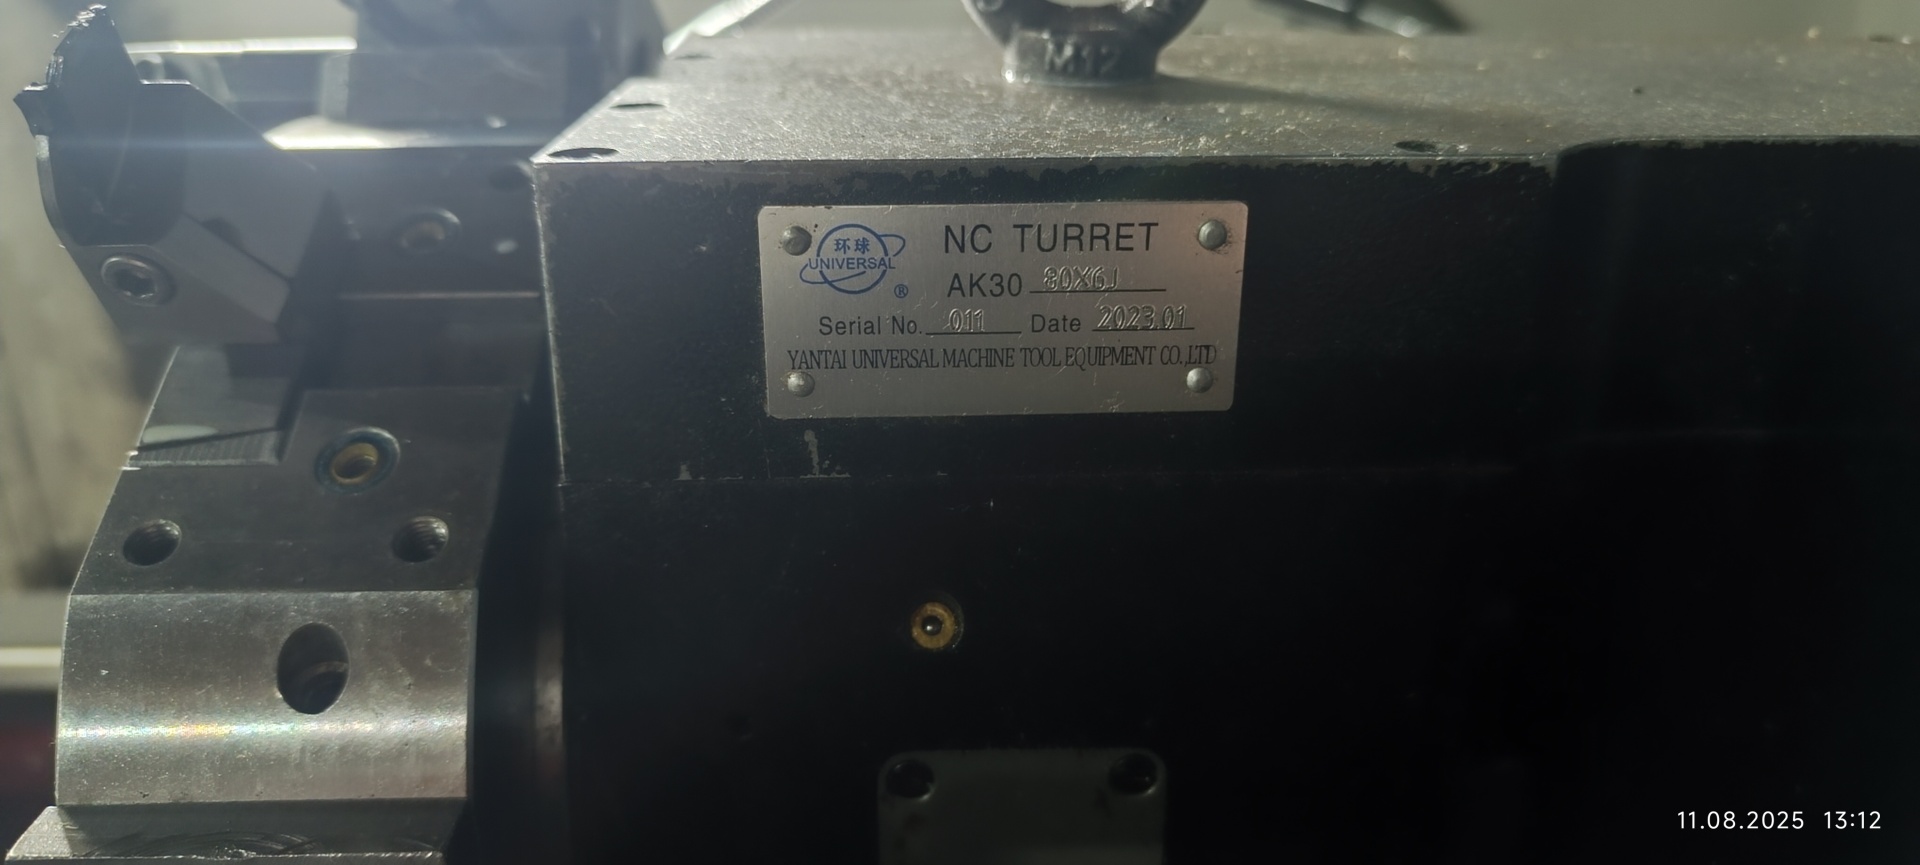 M12
环球
UNIVERSAL
®
NC TURRET
AK30 80X6J
Serial No. 011 Date 2023.01
YANTAI UNIVERSAL MACHINE TOOL EQUIPMENT CO.,LTD
11.08.2025 13:12